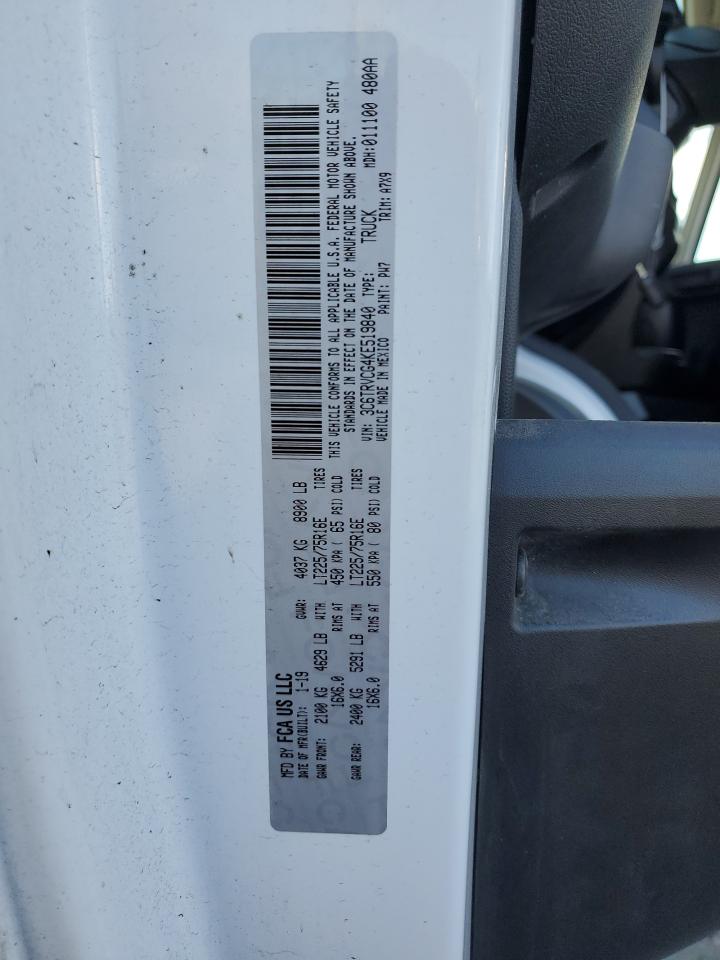 MFD BY FCA US LLC
DATE OF MFR(BUILT): 1-19 GVWR: 4037 KG 8900 LB
GAWR FRONT: 2100 KG 4629 LB WITH LT225/75R16E TIRES
16X6.0 RIMS AT 450 KPA ( 65 PSI) COLD
GAWR REAR: 2400 KG 5291 LB WITH LT225/75R16E TIRES
16X6.0 RIMS AT 550 KPA ( 80 PSI) COLD
THIS VEHICLE CONFORMS TO ALL APPLICABLE U.S.A. FEDERAL MOTOR VEHICLE SAFETY
STANDARDS IN EFFECT ON THE DATE OF MANUFACTURE SHOWN ABOVE.
VIN: 3C6TRVCG4KE519840 TYPE: TRUCK MDH:011100 480AA
VEHICLE MADE IN MEXICO PAINT: PW7 TRIM: A7X9